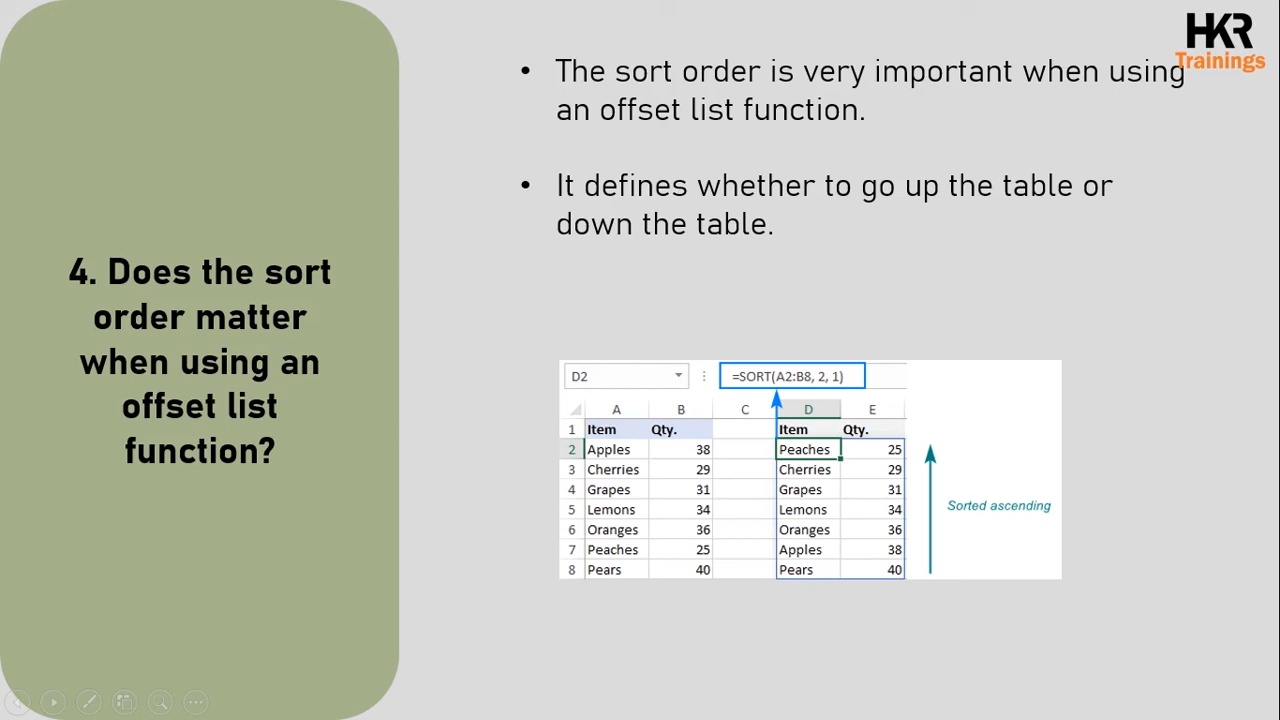 HKR
Trainings
• The sort order is very important when using
an offset list function.
• It defines whether to go up the table or
down the table.
4. Does the sort
order matter
when using an
offset list
function?
D2 =SORT(A2:B8, 2, 1)
A B C D E
1 Item Qty. Item Qty.
2 Apples 38 Peaches 25
3 Cherries 29 Cherries 29
4 Grapes 31 Grapes 31
5 Lemons 34 Lemons 34
6 Oranges 36 Oranges 36
7 Peaches 25 Apples 38
8 Pears 40 Pears 40
Sorted ascending